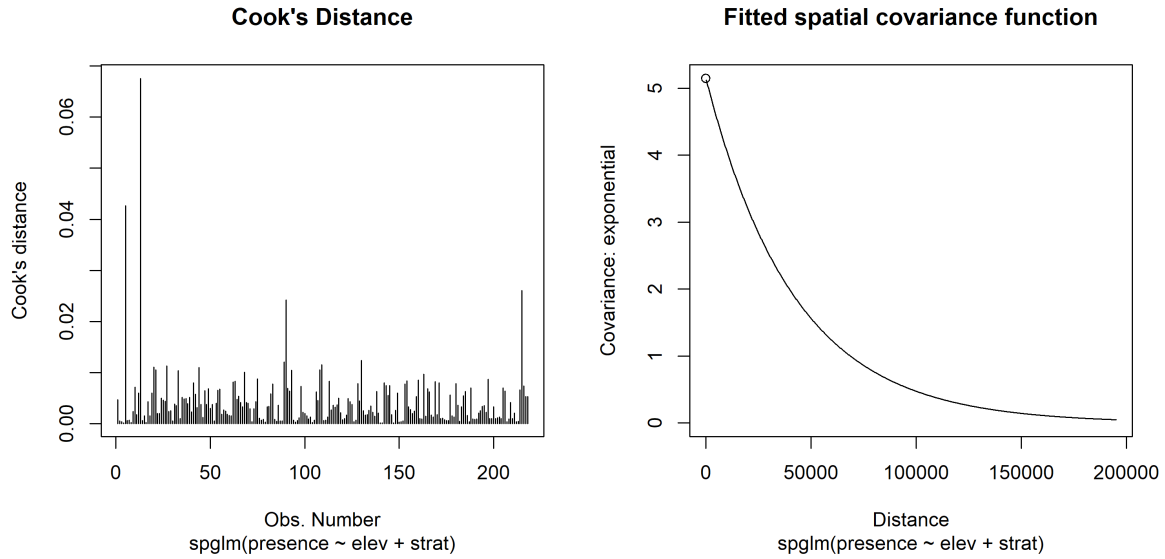 Cook's Distance
Cook's distance
0.06
0.04
0.02
0.00
0 50 100 150 200
Obs. Number
spglm(presence ~ elev + strat)
Fitted spatial covariance function
Covariance: exponential
5
4
3
2
1
0
0 50000 100000 150000 200000
Distance
spglm(presence ~ elev + strat)